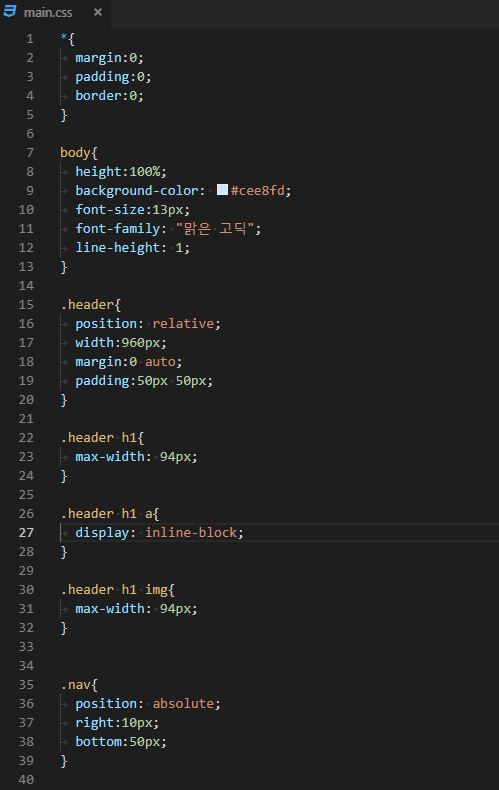 main.css ×
1 *{
2 margin:0;
3 padding:0;
4 border:0;
5 }
6
7 body{
8 height:100%;
9 background-color: #cee8fd;
10 font-size:13px;
11 font-family: "맑은 고딕";
12 line-height: 1;
13 }
14
15 .header{
16 position: relative;
17 width:960px;
18 margin:0 auto;
19 padding:50px 50px;
20 }
21
22 .header h1{
23 max-width: 94px;
24 }
25
26 .header h1 a{
27 display: inline-block;
28 }
29
30 .header h1 img{
31 max-width: 94px;
32 }
33
34
35 .nav{
36 position: absolute;
37 right:10px;
38 bottom:50px;
39 }
40